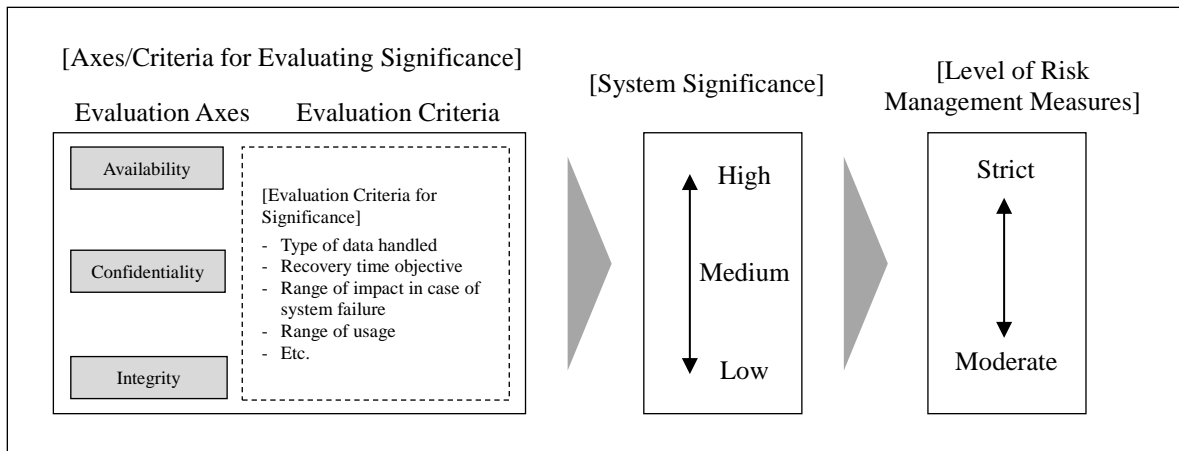 [Axes/Criteria for Evaluating Significance]
Evaluation Axes
Evaluation Criteria
Availability
Confidentiality
Integrity
[Evaluation Criteria for
Significance]
- Type of data handled
- Recovery time objective
- Range of impact in case of
system failure
- Range of usage
- Etc.
[System Significance]
High
Medium
Low
[Level of Risk
Management Measures]
Strict
Moderate